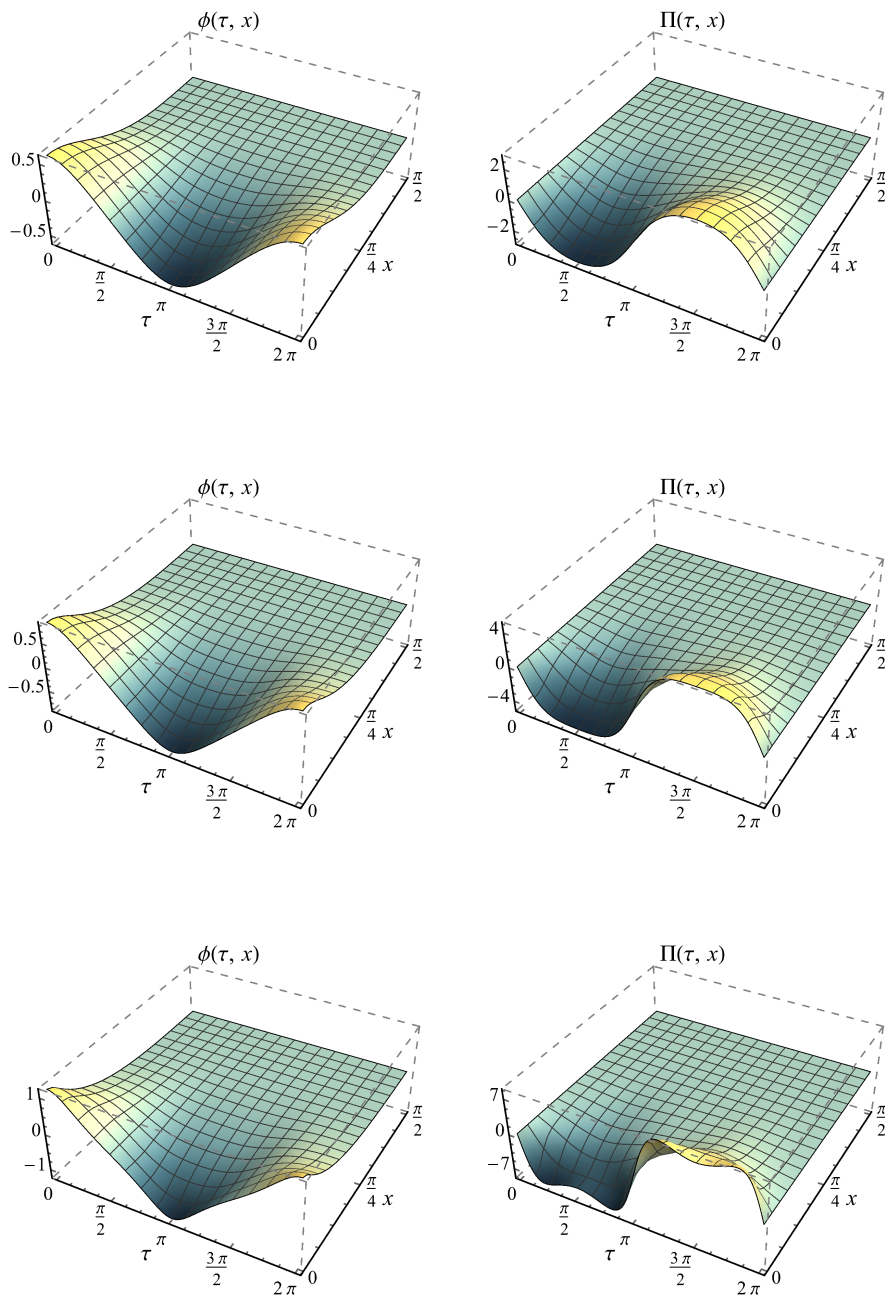 ϕ(τ, x) Π(τ, x)
0.5 2
0 0
−0.5 −2
π/2 π/2
0 0
π/4 x π/4 x
π/2 π/2
π π
τ τ
3π/2 3π/2
0 0
2π 2π
ϕ(τ, x) Π(τ, x)
0.5 4
0 0
−0.5 −4
π/2 π/2
0 0
π/4 x π/4 x
π/2 π/2
π π
τ τ
3π/2 3π/2
0 0
2π 2π
ϕ(τ, x) Π(τ, x)
1 7
0 0
−1 −7
π/2 π/2
0 0
π/4 x π/4 x
π/2 π/2
π π
τ τ
3π/2 3π/2
0 0
2π 2π